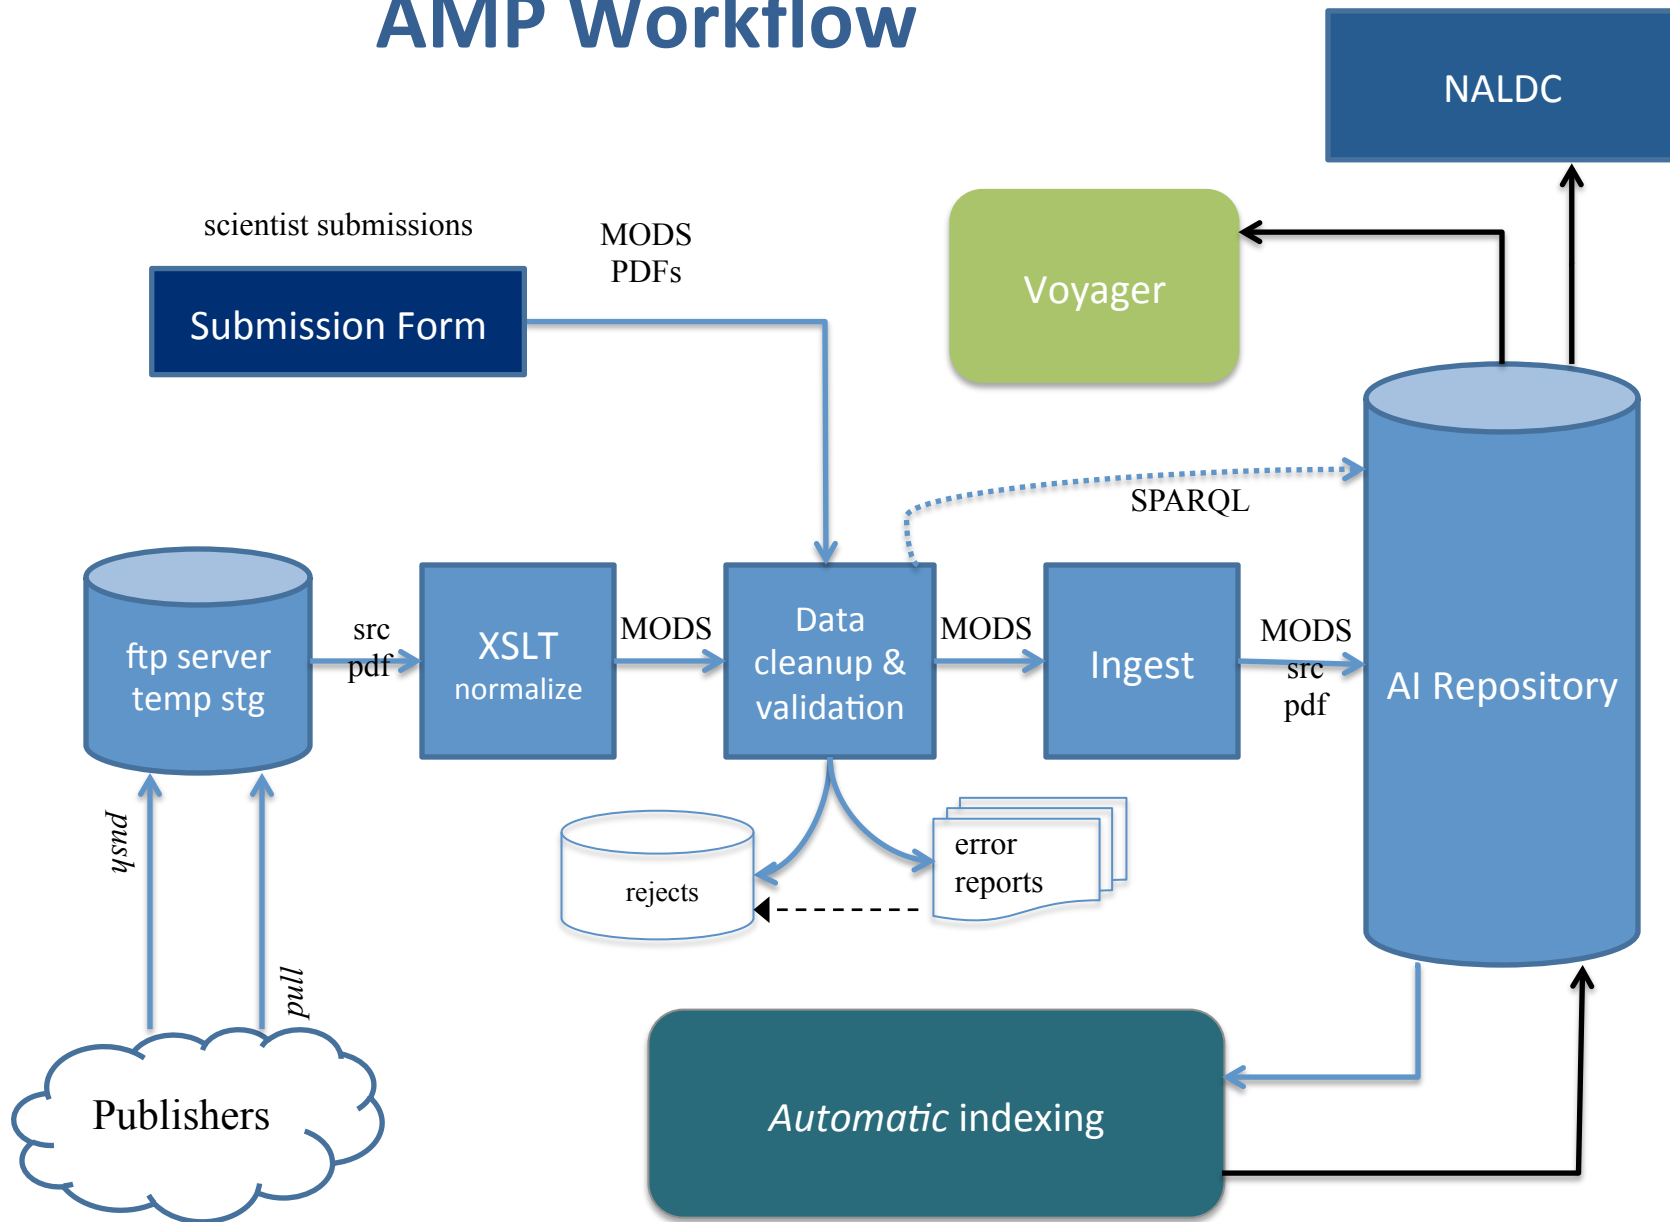 AMP Workflow
NALDC
scientist submissions
MODS
PDFs
Submission Form
Voyager
SPARQL
ftp server
temp stg
src
pdf
XSLT
normalize
MODS
Data
cleanup &
validation
MODS
Ingest
MODS
src
pdf
AI Repository
push
pull
rejects
error
reports
Publishers
Automatic indexing